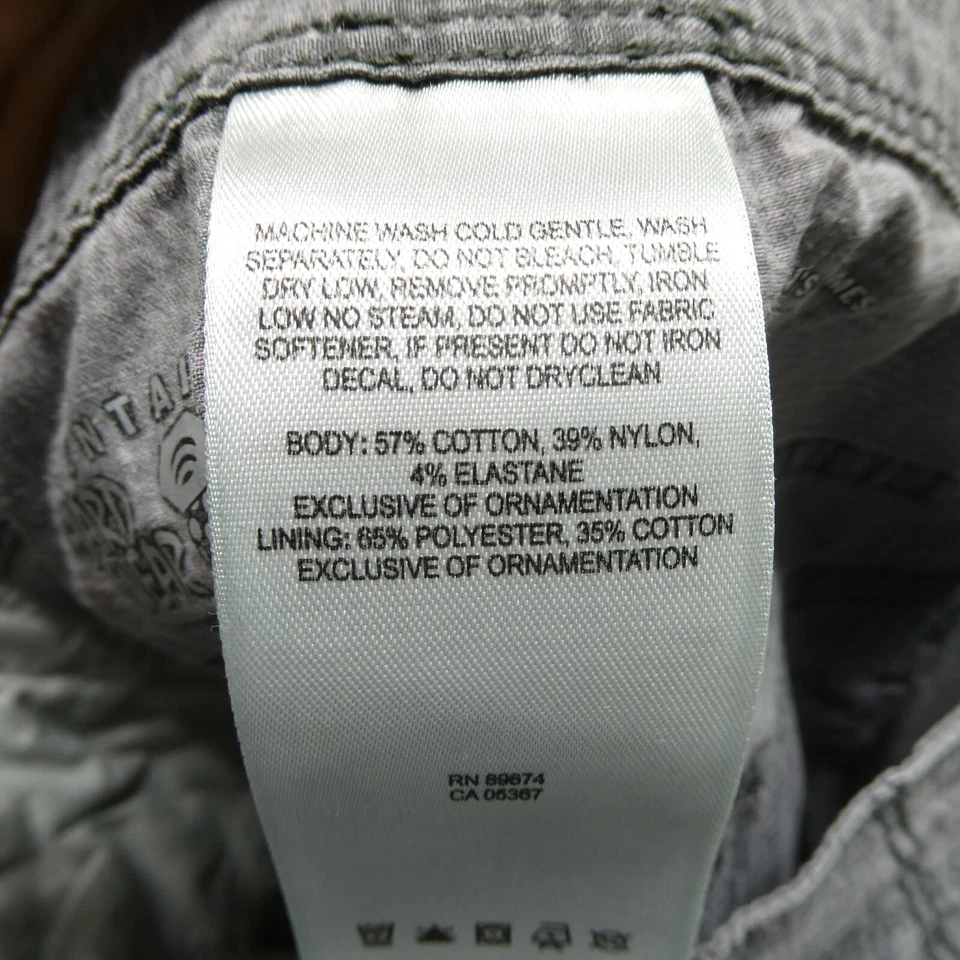 MACHINE WASH COLD GENTLE, WASH
SEPARATELY, DO NOT BLEACH, TUMBLE
DRY LOW, REMOVE PROMPTLY, IRON
LOW NO STEAM, DO NOT USE FABRIC
SOFTENER, IF PRESENT DO NOT IRON
DECAL, DO NOT DRYCLEAN
BODY: 57% COTTON, 39% NYLON,
4% ELASTANE
EXCLUSIVE OF ORNAMENTATION
LINING: 65% POLYESTER, 35% COTTON
EXCLUSIVE OF ORNAMENTATION
RN 89674
CA 05367